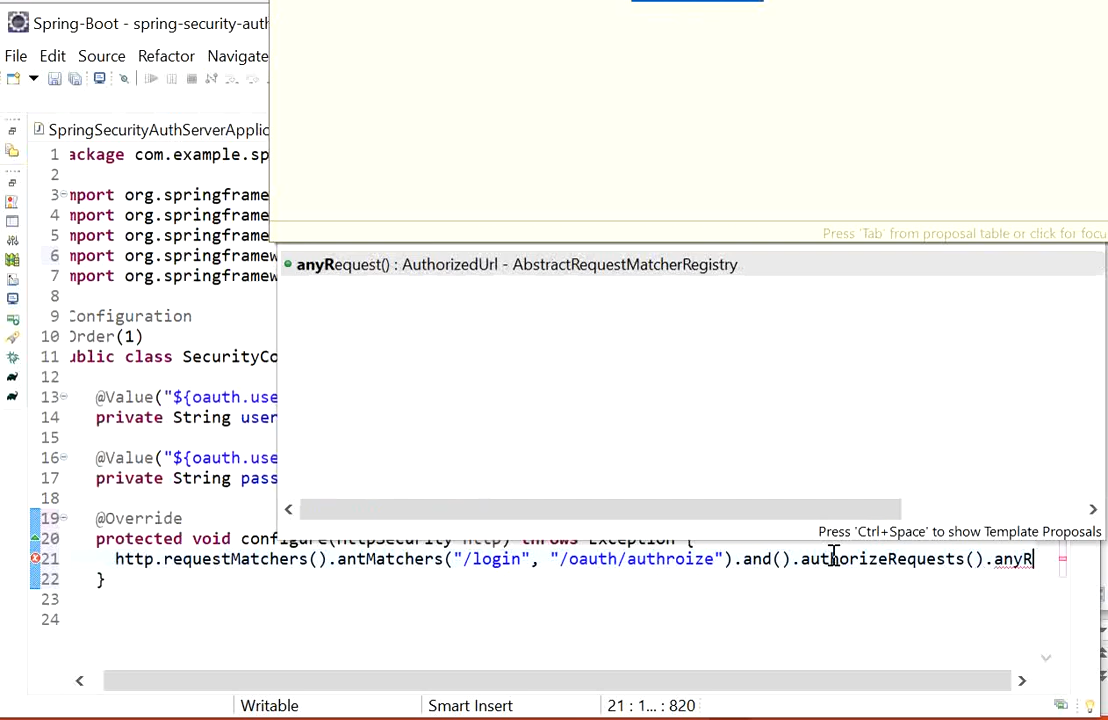 Spring-Boot - spring-security-auth
File Edit Source Refactor Navigate
SpringSecurityAuthServerApplic
1 ackage com.example.sp
2
3 mport org.springframe
4 mport org.springframe
5 mport org.springframe
6 mport org.springframew
7 mport org.springframew
8
9 Configuration
10 Order(1)
11 ublic class SecurityCo
12
13 @Value("${oauth.use
14 private String user
15
16 @Value("${oauth.use
17 private String pass
18
19 @Override
20 protected void configure(HttpSecurity http) throws Exception {
21 http.requestMatchers().antMatchers("/login", "/oauth/authroize").and().authorizeRequests().anyR
22 }
23
24
Press 'Tab' from proposal table or click for focu
anyRequest() : AuthorizedUrl - AbstractRequestMatcherRegistry
Press 'Ctrl+Space' to show Template Proposals
Writable Smart Insert 21 : 1... : 820